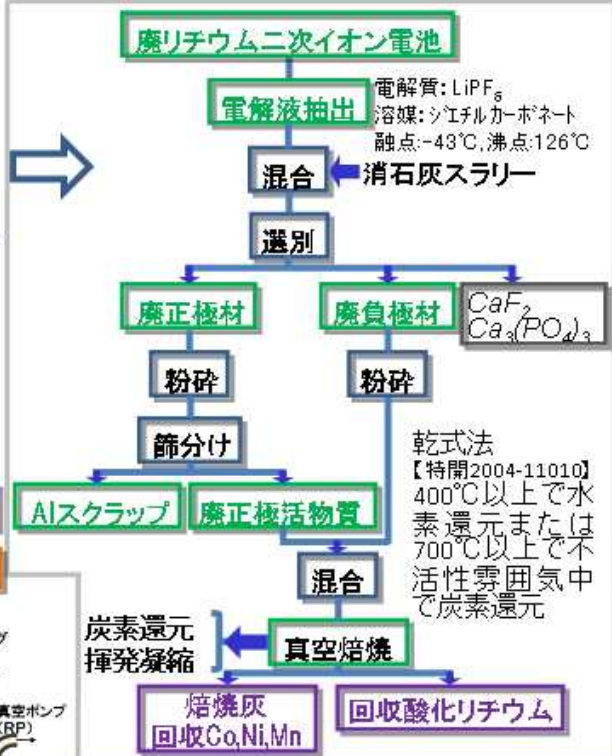 廃リチウム二次イオン電池
電解液抽出
電解質:LiPF₆
溶媒:ジエチルカーボネート
融点:-43℃,沸点:126℃
混合
消石灰スラリー
選別
廃正極材
廃負極材
CaF₂
Ca₃(PO₄)₃
粉砕
粉砕
篩分け
Alスクラップ
廃正極活物質
乾式法
【特開2004-11010】
400℃以上で水
素還元または
700℃以上で不
活性雰囲気中
で炭素還元
混合
炭素還元
揮発凝縮
真空焙焼
焙焼灰
回収Co,Ni,Mn
回収酸化リチウム
グ
真空ポンプ
(RP)